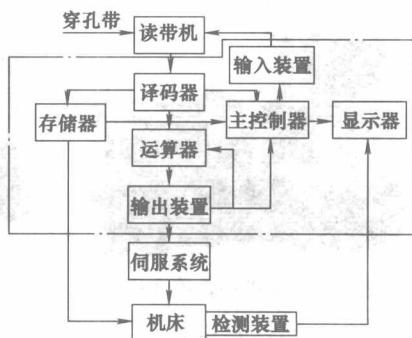 穿孔带
读带机
输入装置
译码器
存储器
主控制器
显示器
运算器
输出装置
伺服系统
机床
检测装置